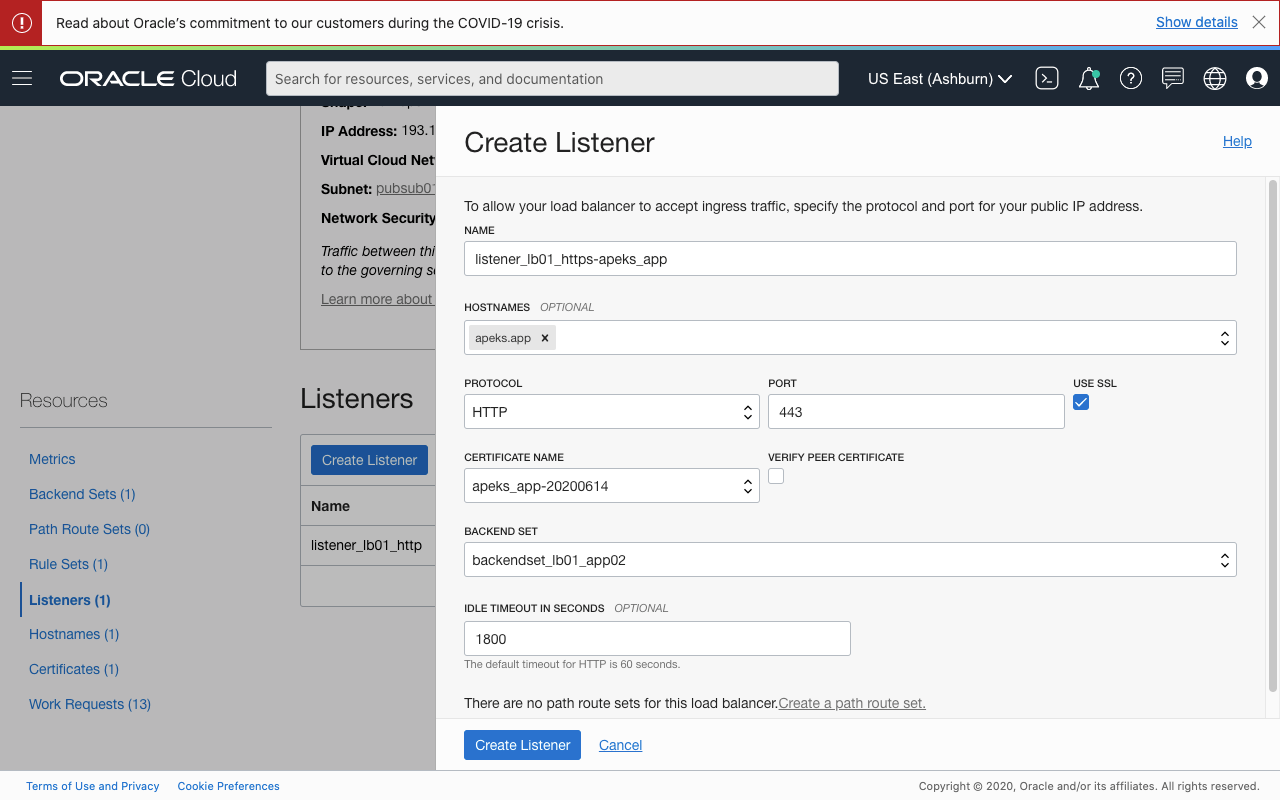 Read about Oracle's commitment to our customers during the COVID-19 crisis.
Show details
ORACLE Cloud
Search for resources, services, and documentation
US East (Ashburn)
IP Address: 193.1
Virtual Cloud Net
Subnet: pubsub01
Network Security
Traffic between thi
to the governing s
Learn more about
Resources
Metrics
Backend Sets (1)
Path Route Sets (0)
Rule Sets (1)
Listeners (1)
Hostnames (1)
Certificates (1)
Work Requests (13)
Listeners
Create Listener
Name
listener_lb01_http
Create Listener
Help
To allow your load balancer to accept ingress traffic, specify the protocol and port for your public IP address.
NAME
listener_lb01_https-apeks_app
HOSTNAMES OPTIONAL
apeks.app ×
PROTOCOL PORT USE SSL
HTTP 443
CERTIFICATE NAME VERIFY PEER CERTIFICATE
apeks_app-20200614
BACKEND SET
backendset_lb01_app02
IDLE TIMEOUT IN SECONDS OPTIONAL
1800
The default timeout for HTTP is 60 seconds.
There are no path route sets for this load balancer.Create a path route set.
Create Listener Cancel
Terms of Use and Privacy Cookie Preferences
Copyright © 2020, Oracle and/or its affiliates. All rights reserved.